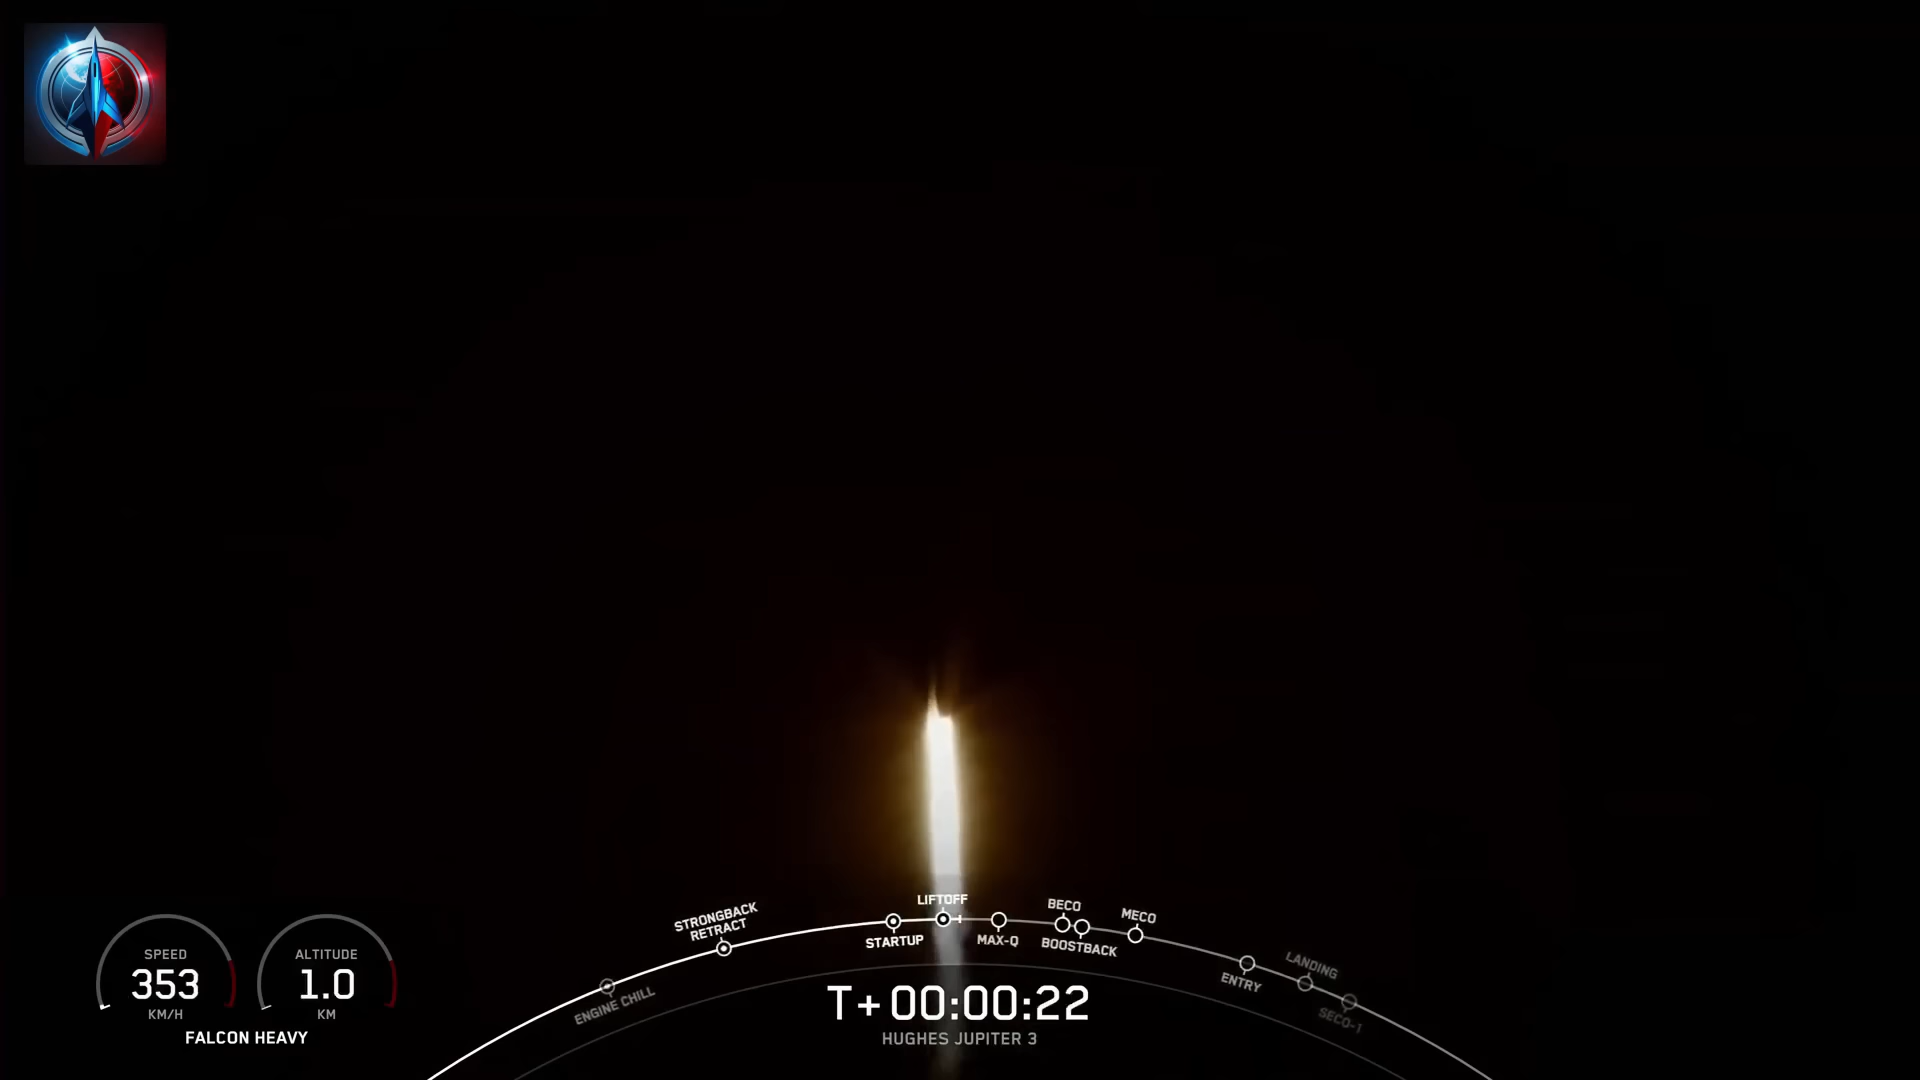 LIFTOFF
STRONGBACK
RETRACT
BECO
MECO
STARTUP
MAX-Q
BOOSTBACK
LANDING
ENTRY
ENGINE CHILL
SECO-1
SPEED
353
KM/H
ALTITUDE
1.0
KM
FALCON HEAVY
T+00:00:22
HUGHES JUPITER 3